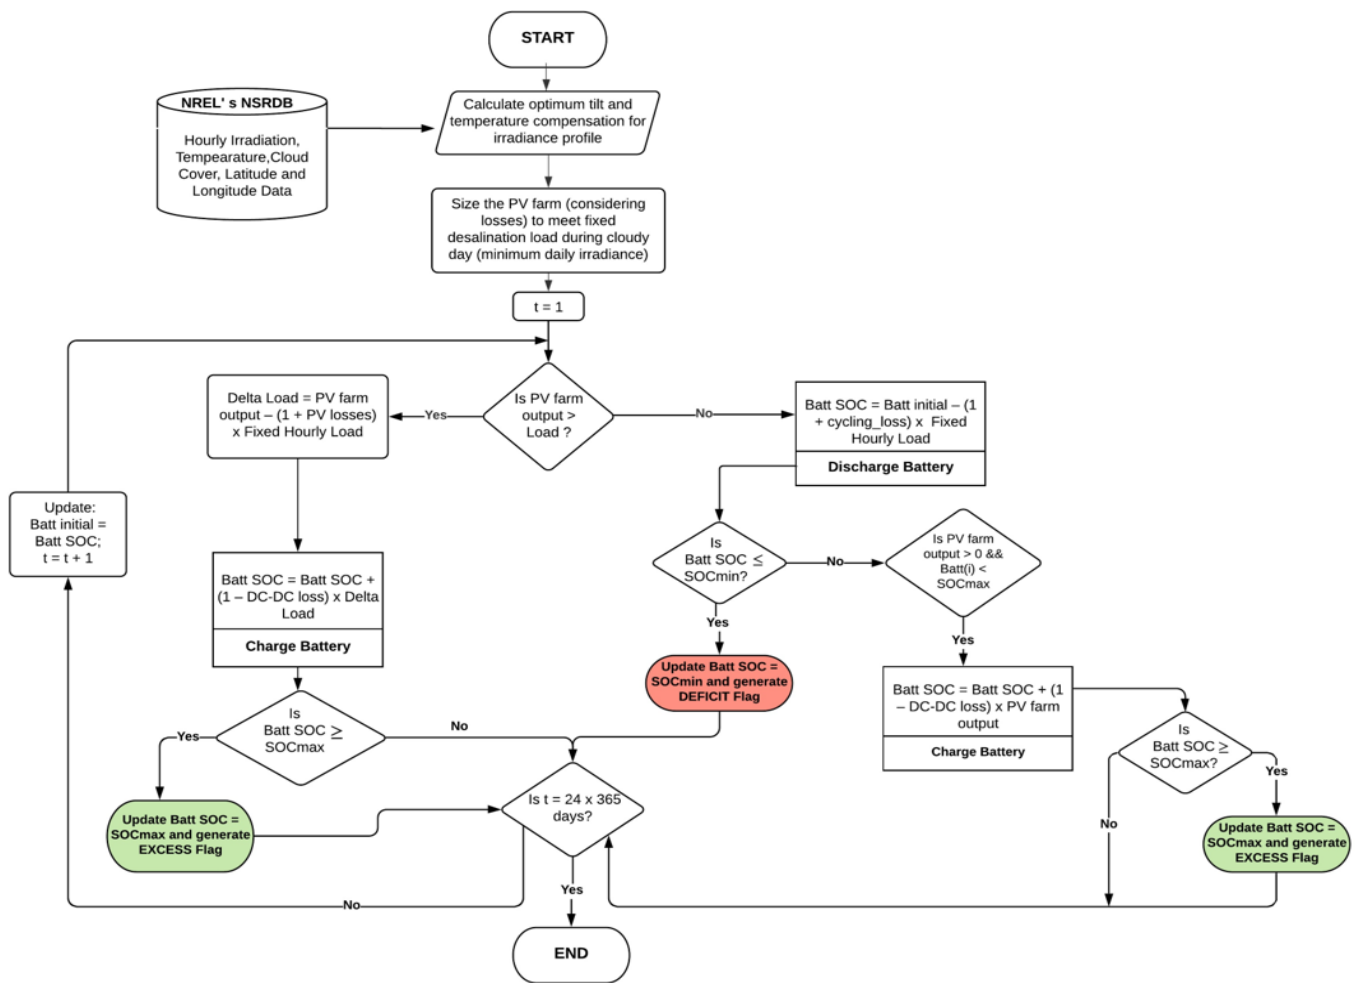 START
NREL' s NSRDB
Hourly Irradiation,
Tempearature,Cloud
Cover, Latitude and
Longitude Data
Calculate optimum tilt and
temperature compensation for
irradiance profile
Size the PV farm (considering
losses) to meet fixed
desalination load during cloudy
day (minimum daily irradiance)
t = 1
Is PV farm
output >
Load ?
Yes
No
Delta Load = PV farm
output – (1 + PV losses)
x Fixed Hourly Load
Batt SOC = Batt initial – (1
+ cycling_loss) x Fixed
Hourly Load
Discharge Battery
Update:
Batt initial =
Batt SOC;
t = t + 1
Is
Batt SOC ≤
SOCmin?
No
Is PV farm
output > 0 &&
Batt(i) <
SOCmax
Batt SOC = Batt SOC +
(1 – DC-DC loss) x Delta
Load
Charge Battery
Yes
Yes
Update Batt SOC =
SOCmin and generate
DEFICIT Flag
Batt SOC = Batt SOC + (1
– DC-DC loss) x PV farm
output
Charge Battery
Is
Batt SOC ≥
SOCmax
Yes
No
Is
Batt SOC ≥
SOCmax?
Yes
No
Update Batt SOC =
SOCmax and generate
EXCESS Flag
Is t = 24 x 365
days?
Update Batt SOC =
SOCmax and generate
EXCESS Flag
No
Yes
END